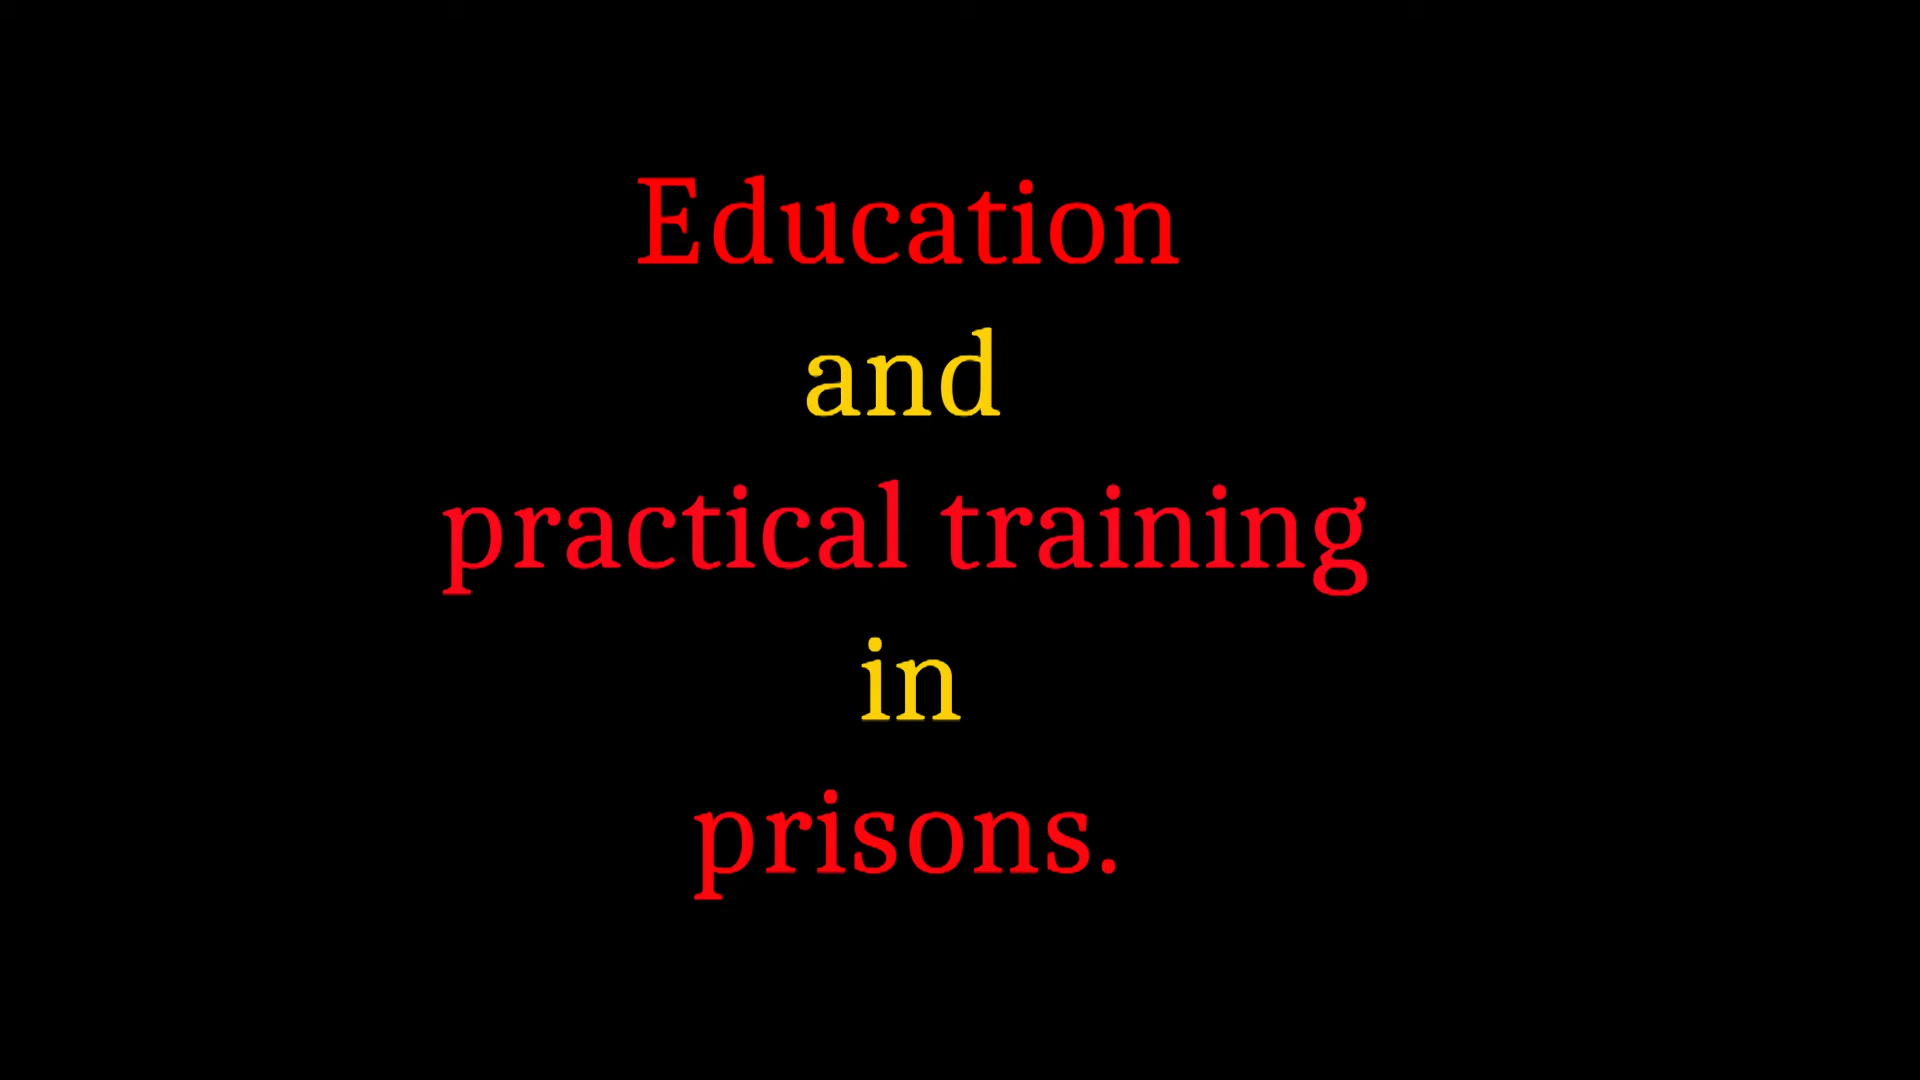 Education
and
practical training
in
prisons.